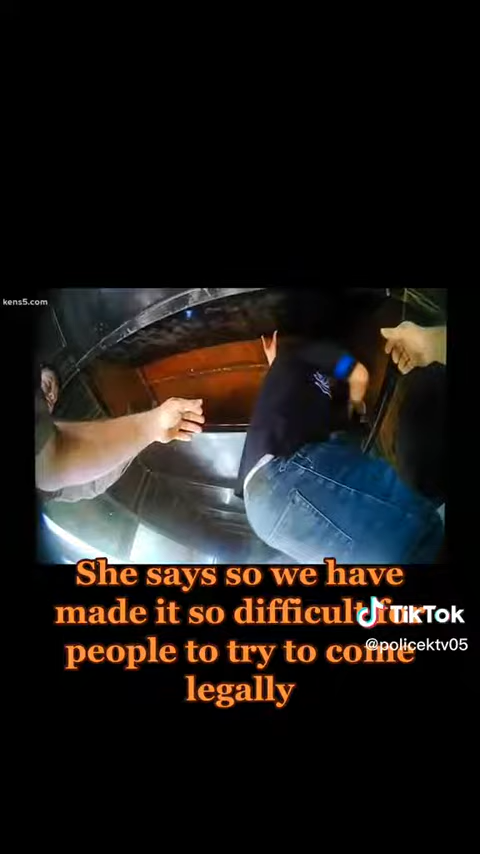 kens5.com
She says so we have
made it so difficult for
TikTok
people to try to come
@policektv05
legally